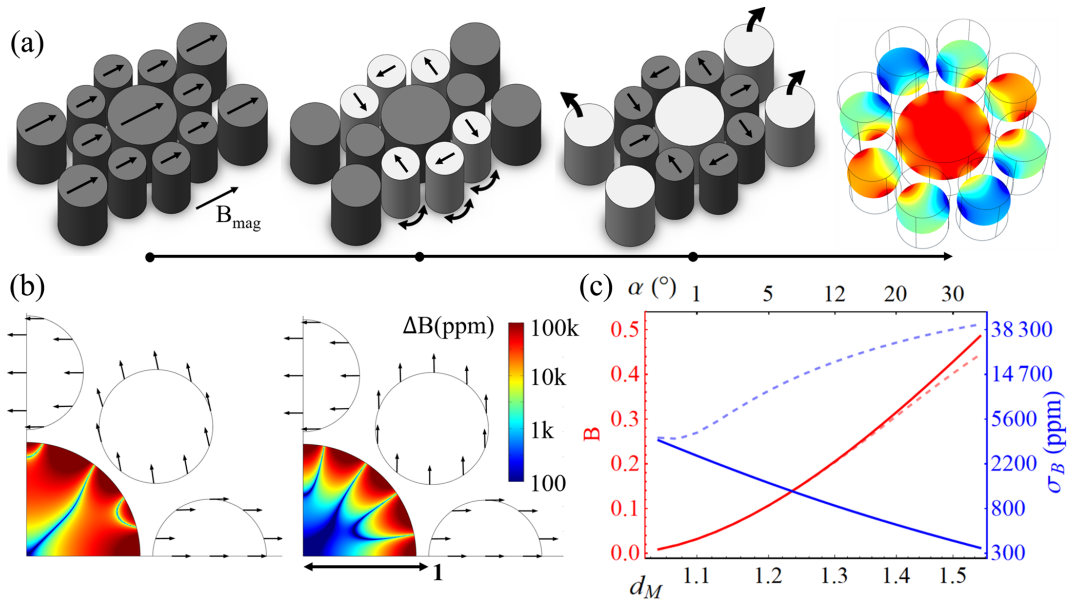 (a)
B_mag
(b)
ΔB(ppm)
100k
10k
1k
100
1
(c)
α (°)
1 5 12 20 30
0.5
0.4
0.3
0.2
0.1
0.0
B
38 300
14 700
5600
2200
800
300
σ_B (ppm)
d_M
1.1 1.2 1.3 1.4 1.5